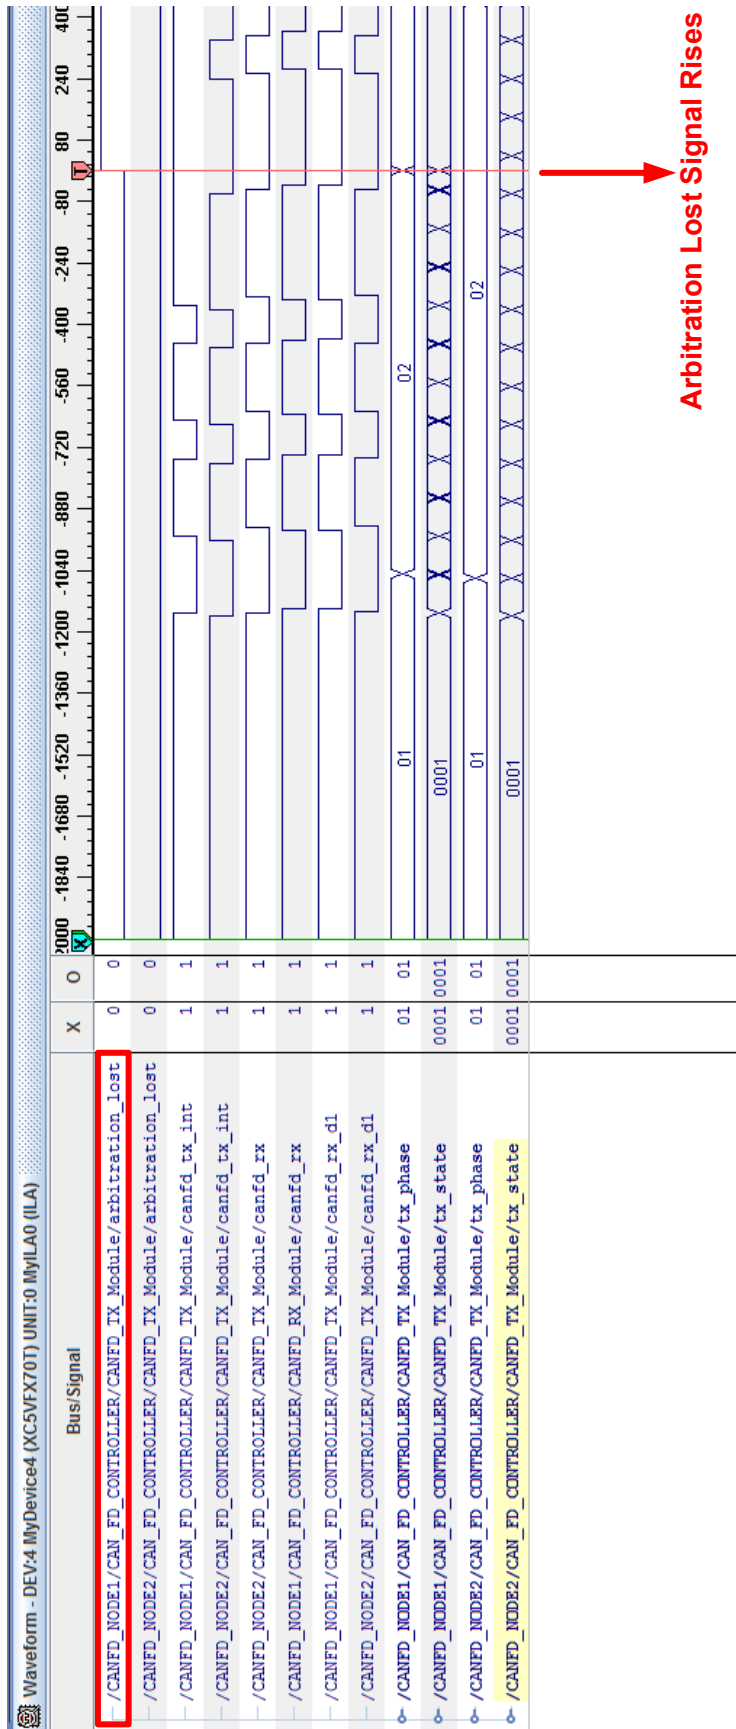 Waveform - DEV:4 MyDevice4 (XC5VFX70T) UNIT:0 MyILA0 (ILA)
Bus/Signal X O -2000 -1840 -1680 -1520 -1360 -1200 -1040 -880 -720 -560 -400 -240 -80 80 240 400
X T
/CANFD_NODE1/CAN_FD_CONTROLLER/CANFD_TX_Module/arbitration_lost 0 0
/CANFD_NODE2/CAN_FD_CONTROLLER/CANFD_TX_Module/arbitration_lost 0 0
/CANFD_NODE1/CAN_FD_CONTROLLER/CANFD_TX_Module/canfd_tx_int 1 1
/CANFD_NODE2/CAN_FD_CONTROLLER/CANFD_TX_Module/canfd_tx_int 1 1
/CANFD_NODE2/CAN_FD_CONTROLLER/CANFD_TX_Module/canfd_rx 1 1
/CANFD_NODE1/CAN_FD_CONTROLLER/CANFD_RX_Module/canfd_rx 1 1
/CANFD_NODE1/CAN_FD_CONTROLLER/CANFD_TX_Module/canfd_rx_d1 1 1
/CANFD_NODE2/CAN_FD_CONTROLLER/CANFD_TX_Module/canfd_rx_d1 1 1
/CANFD_NODE1/CAN_FD_CONTROLLER/CANFD_TX_Module/tx_phase 01 01 01 02
/CANFD_NODE1/CAN_FD_CONTROLLER/CANFD_TX_Module/tx_state 0001 0001 0001
/CANFD_NODE2/CAN_FD_CONTROLLER/CANFD_TX_Module/tx_phase 01 01 01 02
/CANFD_NODE2/CAN_FD_CONTROLLER/CANFD_TX_Module/tx_state 0001 0001 0001
Arbitration Lost Signal Rises